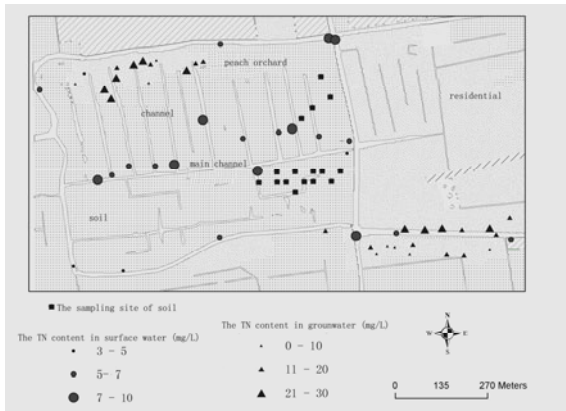 peach orchard
residential
channel
main channel
soil
The sampling site of soil
The TN content in surface water (mg/L)
3 - 5
5- 7
7 - 10
The TN content in grounwater (mg/L)
0 - 10
11 - 20
21 - 30
N
W E
S
0 135 270 Meters